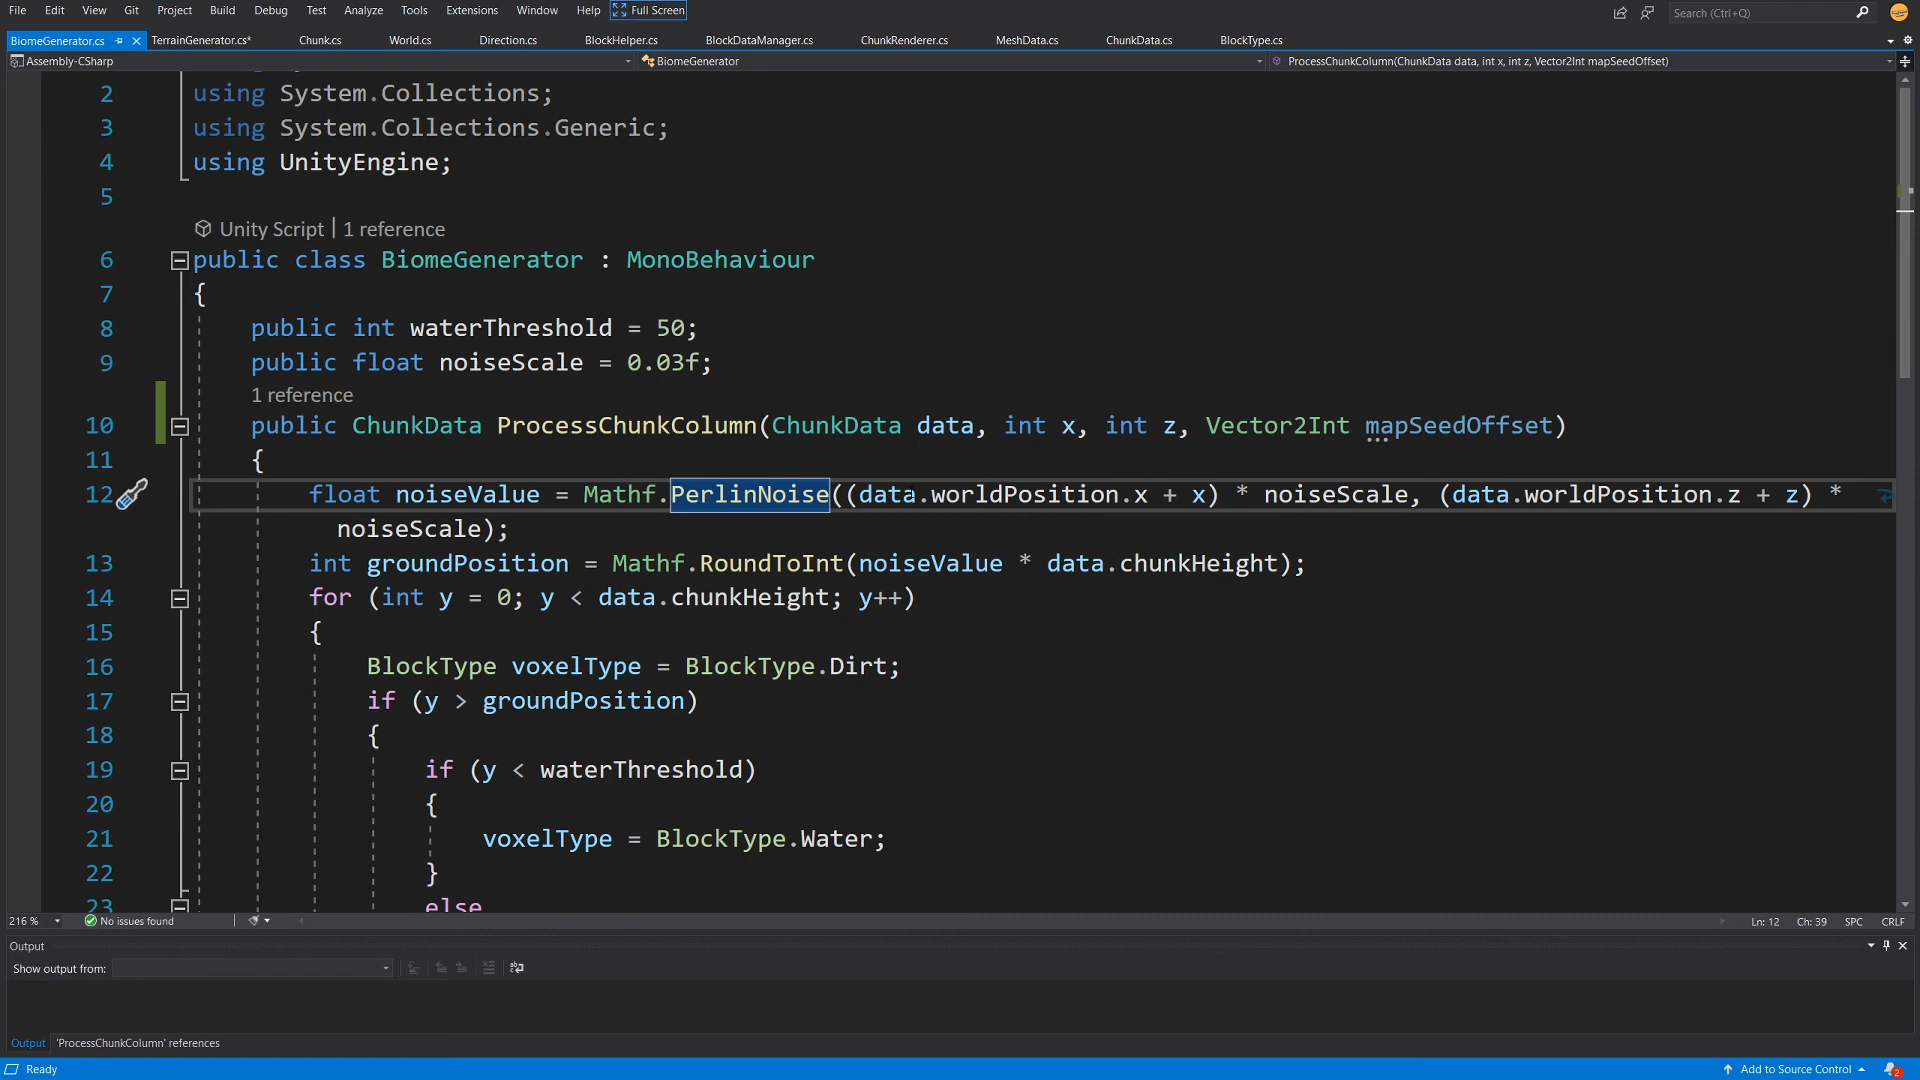 File Edit View Git Project Build Debug Test Analyze Tools Extensions Window Help Full Screen Search (Ctrl+Q)
BiomeGenerator.cs TerrainGenerator.cs* Chunk.cs World.cs Direction.cs BlockHelper.cs BlockDataManager.cs ChunkRenderer.cs MeshData.cs ChunkData.cs BlockType.cs
Assembly-CSharp BiomeGenerator ProcessChunkColumn(ChunkData data, int x, int z, Vector2Int mapSeedOffset)
2 using System.Collections;
3 using System.Collections.Generic;
4 using UnityEngine;
5
Unity Script | 1 reference
6 public class BiomeGenerator : MonoBehaviour
7 {
8 public int waterThreshold = 50;
9 public float noiseScale = 0.03f;
1 reference
10 public ChunkData ProcessChunkColumn(ChunkData data, int x, int z, Vector2Int mapSeedOffset)
11 {
12 float noiseValue = Mathf.PerlinNoise((data.worldPosition.x + x) * noiseScale, (data.worldPosition.z + z) *
noiseScale);
13 int groundPosition = Mathf.RoundToInt(noiseValue * data.chunkHeight);
14 for (int y = 0; y < data.chunkHeight; y++)
15 {
16 BlockType voxelType = BlockType.Dirt;
17 if (y > groundPosition)
18 {
19 if (y < waterThreshold)
20 {
21 voxelType = BlockType.Water;
22 }
23 else
216 % No issues found Ln: 12 Ch: 39 SPC CRLF
Output
Show output from:
Output 'ProcessChunkColumn' references
Ready Add to Source Control 2